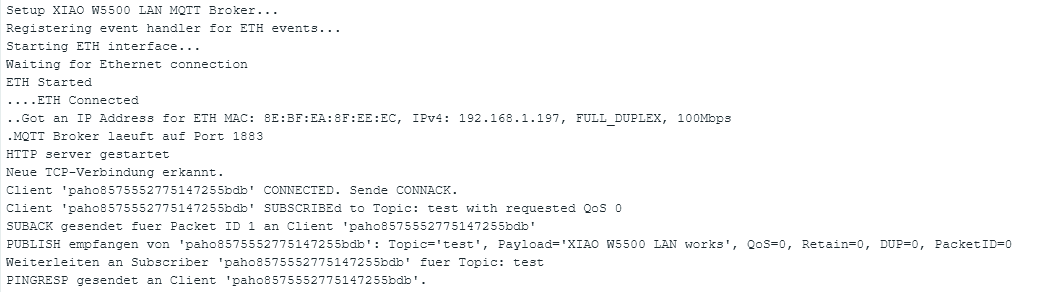 Setup XIAO W5500 LAN MQTT Broker...
Registering event handler for ETH events...
Starting ETH interface...
Waiting for Ethernet connection
ETH Started
....ETH Connected
..Got an IP Address for ETH MAC: 8E:BF:EA:8F:EE:EC, IPv4: 192.168.1.197, FULL_DUPLEX, 100Mbps
.MQTT Broker laeuft auf Port 1883
HTTP server gestartet
Neue TCP-Verbindung erkannt.
Client 'paho8575552775147255bdb' CONNECTED. Sende CONNACK.
Client 'paho8575552775147255bdb' SUBSCRIBEd to Topic: test with requested QoS 0
SUBACK gesendet fuer Packet ID 1 an Client 'paho8575552775147255bdb'
PUBLISH empfangen von 'paho8575552775147255bdb': Topic='test', Payload='XIAO W5500 LAN works', QoS=0, Retain=0, DUP=0, PacketID=0
Weiterleiten an Subscriber 'paho8575552775147255bdb' fuer Topic: test
PINGRESP gesendet an Client 'paho8575552775147255bdb'.